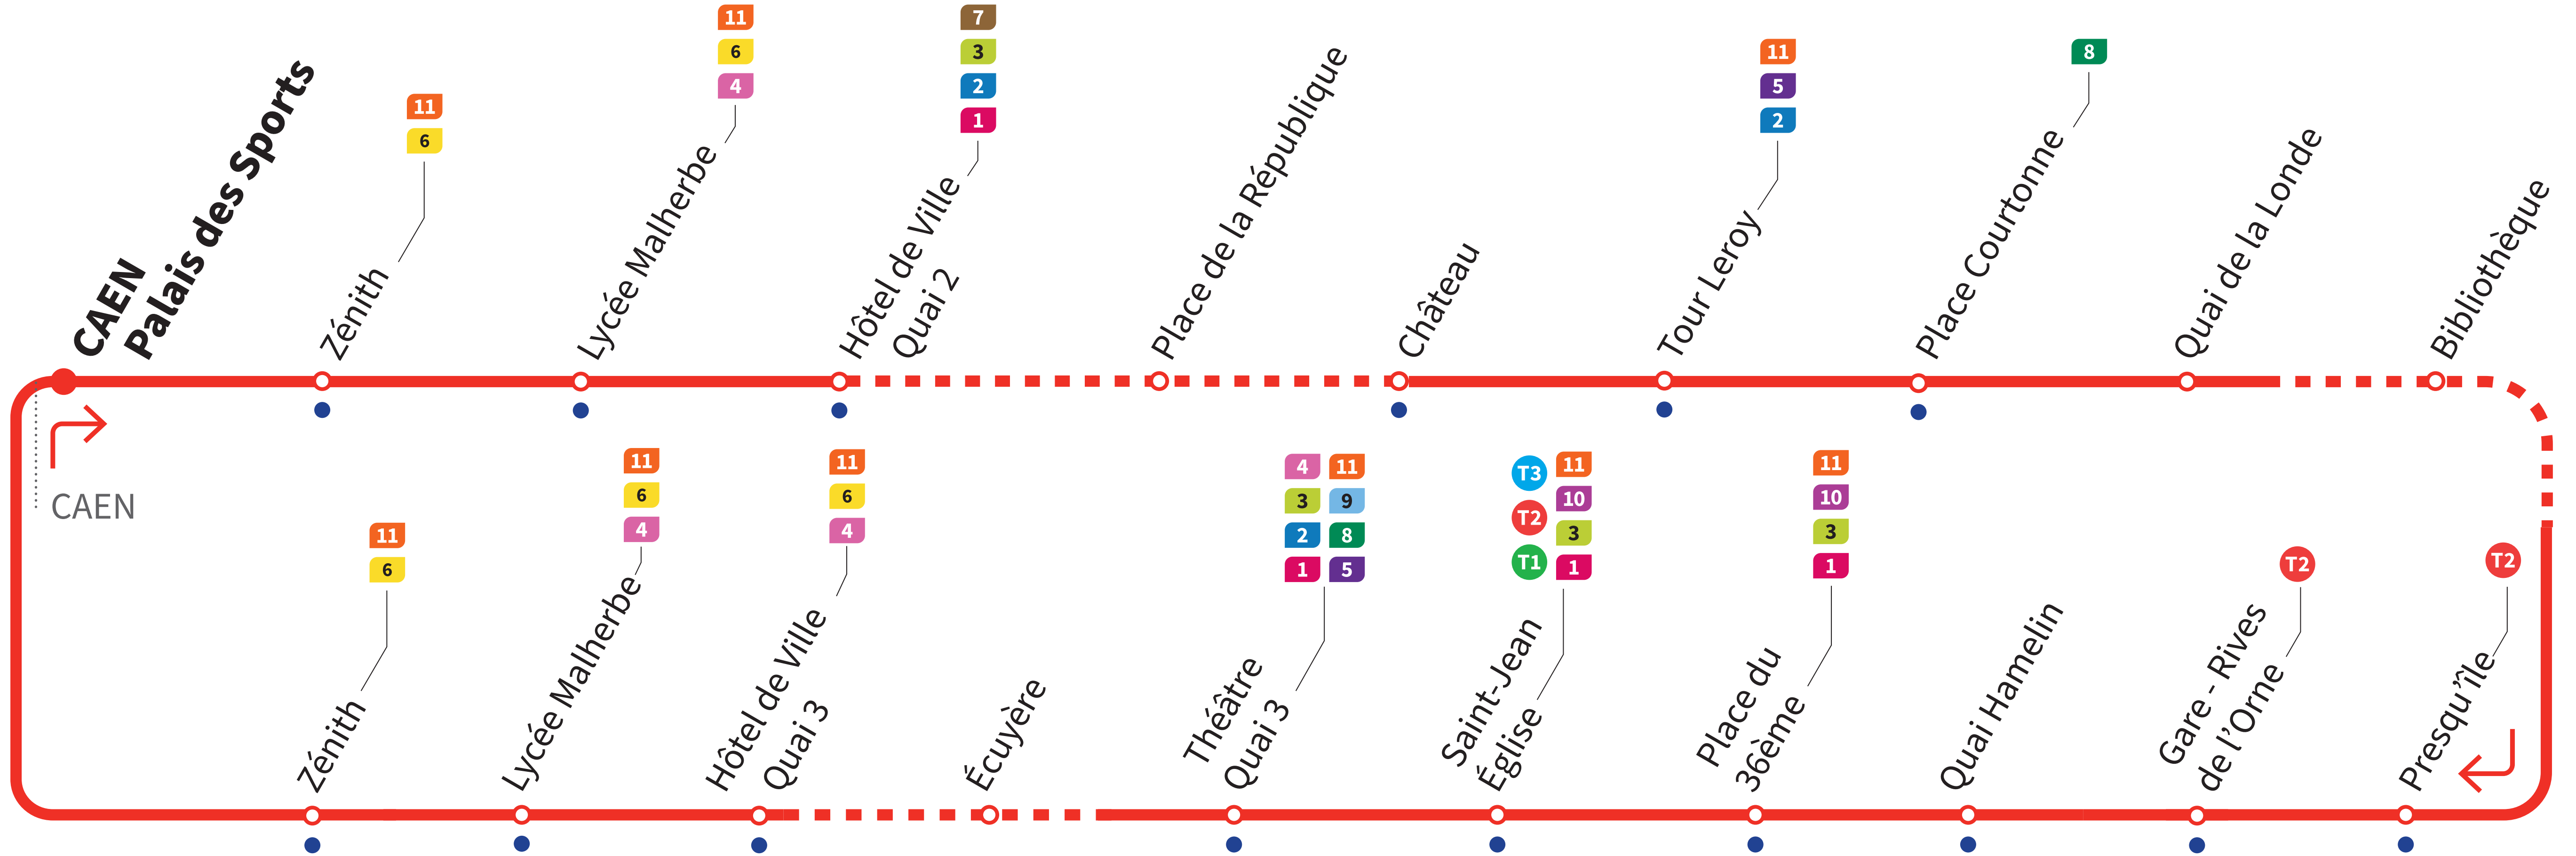 CAEN
Palais des Sports
11
6
Zénith
11
6
4
Lycée Malherbe
7
3
2
1
Hôtel de Ville
Quai 2
Place de la République
Château
11
5
2
Tour Leroy
8
Place Courtonne
Quai de la Londe
Bibliothèque
CAEN
11
6
Zénith
11
6
4
Lycée Malherbe
11
6
4
Hôtel de Ville
Quai 3
Écuyère
4 11
3 9
2 8
1 5
Théâtre
Quai 3
T3 11
10
T2
3
T1 1
Saint-Jean
Église
11
10
3
1
Place du
36ème
Quai Hamelin
T2
Gare - Rives
de l'Orne
T2
Presqu'île